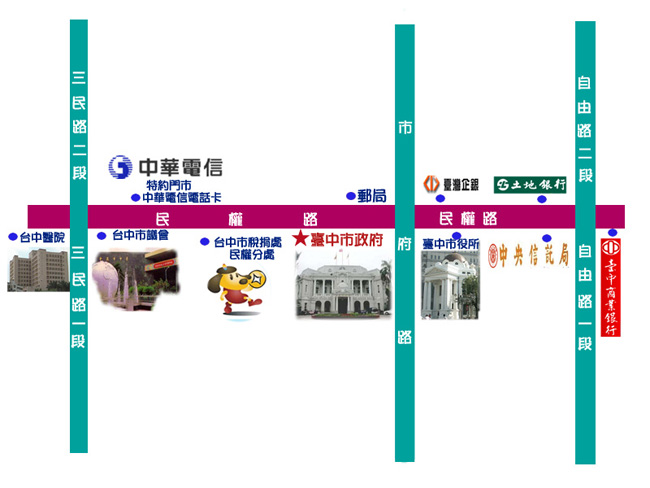 三民路二段
市府路
自由路二段
中華電信
特約門市
中華電信電話卡
郵局
臺灣企銀
土地銀行
民權路
民權路
台中醫院
三民路一段
台中市議會
台中市稅捐處
民權分處
臺中市政府
臺中市役所
中央信託局
自由路一段
臺中商業銀行